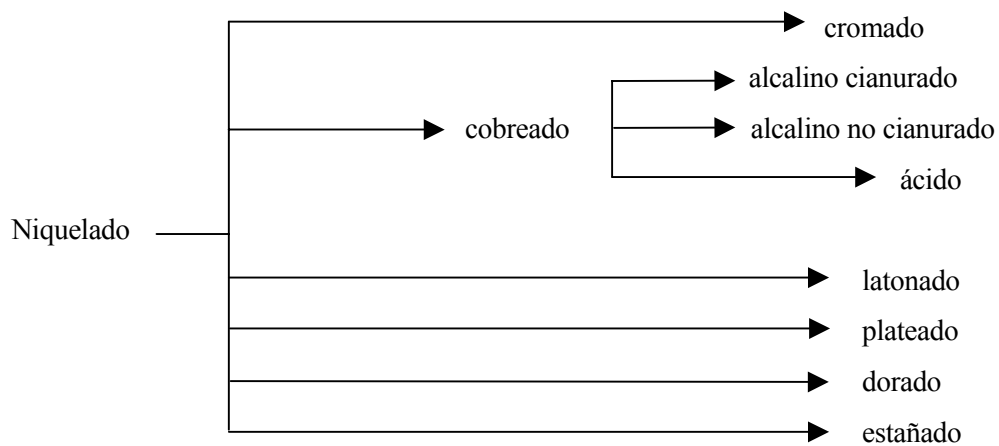 cromado
alcalino cianurado
cobreado
alcalino no cianurado
ácido
Niquelado
latonado
plateado
dorado
estañado